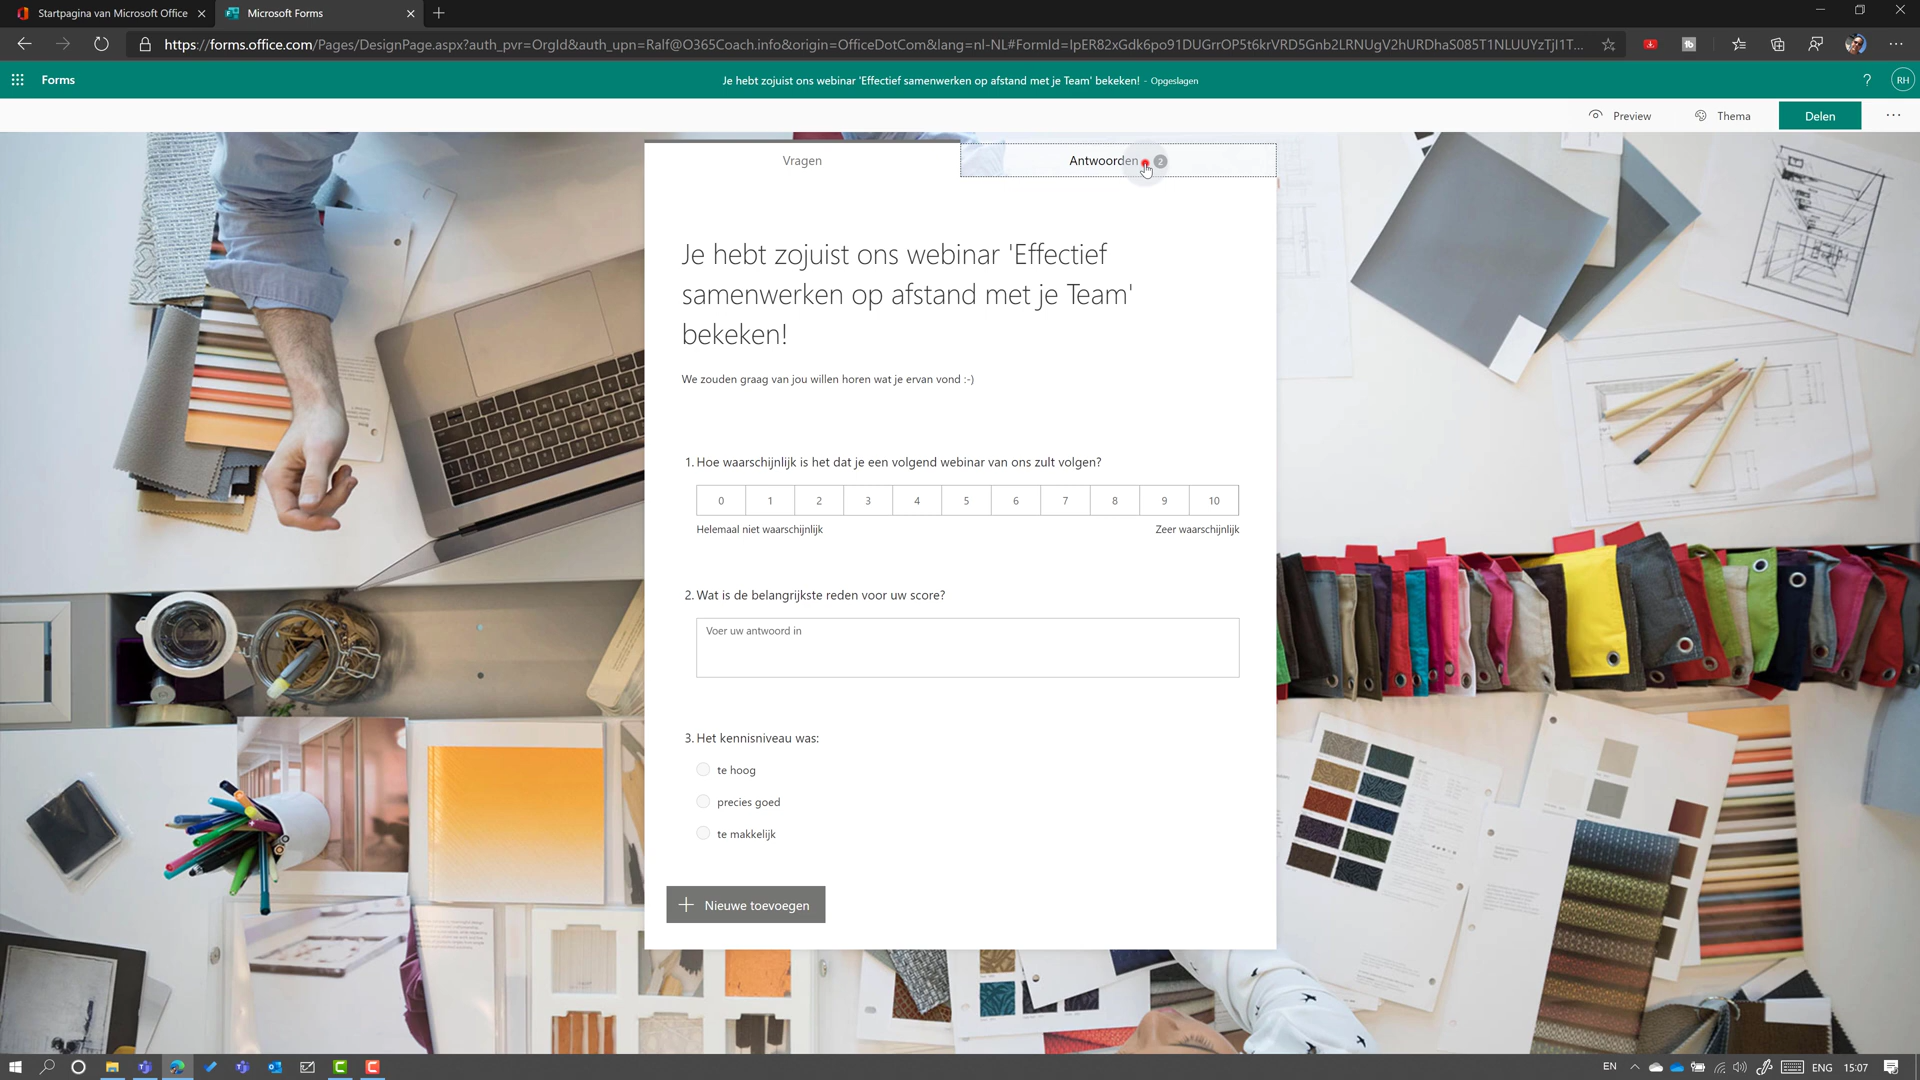 Startpagina van Microsoft Office
Microsoft Forms
https://forms.office.com/Pages/DesignPage.aspx?auth_pvr=OrgId&auth_upn=Ralf@O365Coach.info&origin=OfficeDotCom&lang=nl-NL#FormId=
Forms
Je hebt zojuist ons webinar 'Effectief samenwerken op afstand met je Team' bekeken! - Opgeslagen
? RH
Preview
Thema
Delen
Vragen
Antwoorden 2
Je hebt zojuist ons webinar 'Effectief
samenwerken op afstand met je Team'
bekeken!
We zouden graag van jou willen horen wat je ervan vond :-)
1. Hoe waarschijnlijk is het dat je een volgend webinar van ons zult volgen?
0 1 2 3 4 5 6 7 8 9 10
Helemaal niet waarschijnlijk
Zeer waarschijnlijk
2. Wat is de belangrijkste reden voor uw score?
Voer uw antwoord in
3. Het kennisniveau was:
te hoog
precies goed
te makkelijk
Nieuwe toevoegen
EN
ENG
15:07